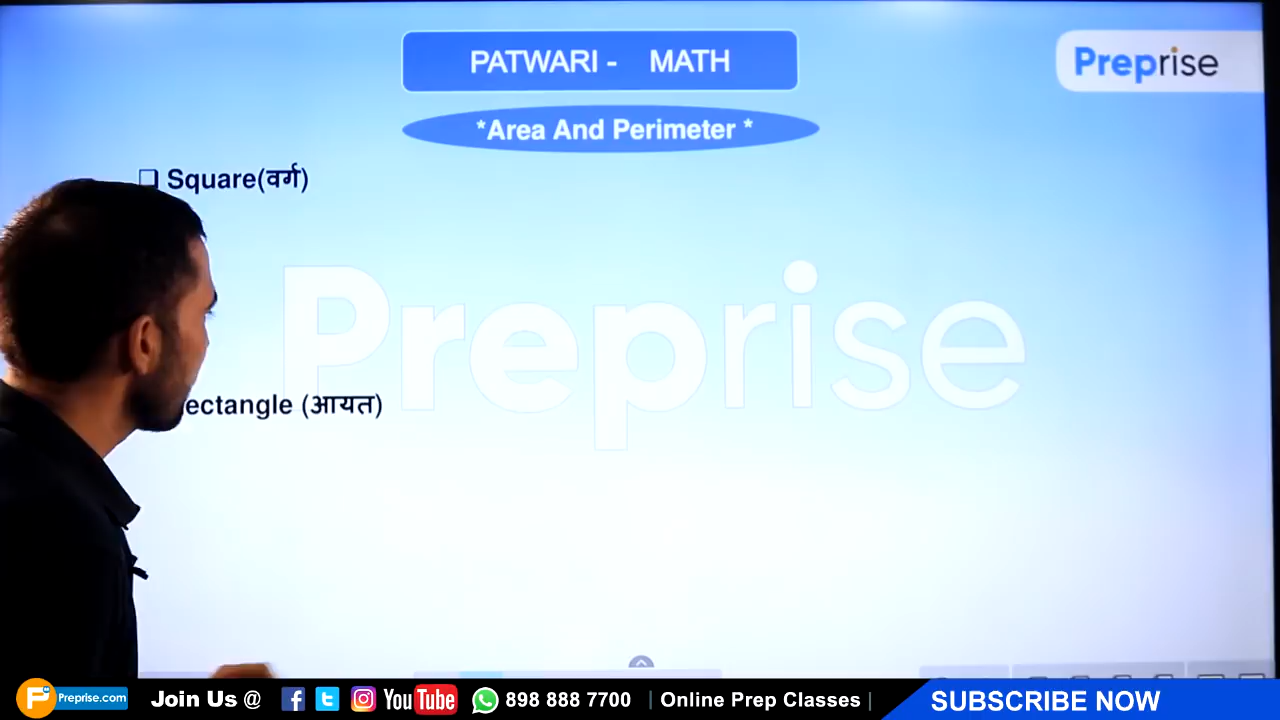 PATWARI - MATH
Preprise
*Area And Perimeter *
❑ Square(वर्ग)
Preprise
ectangle (आयत)
Preprise.com
Join Us @
YouTube
898 888 7700
Online Prep Classes
SUBSCRIBE NOW